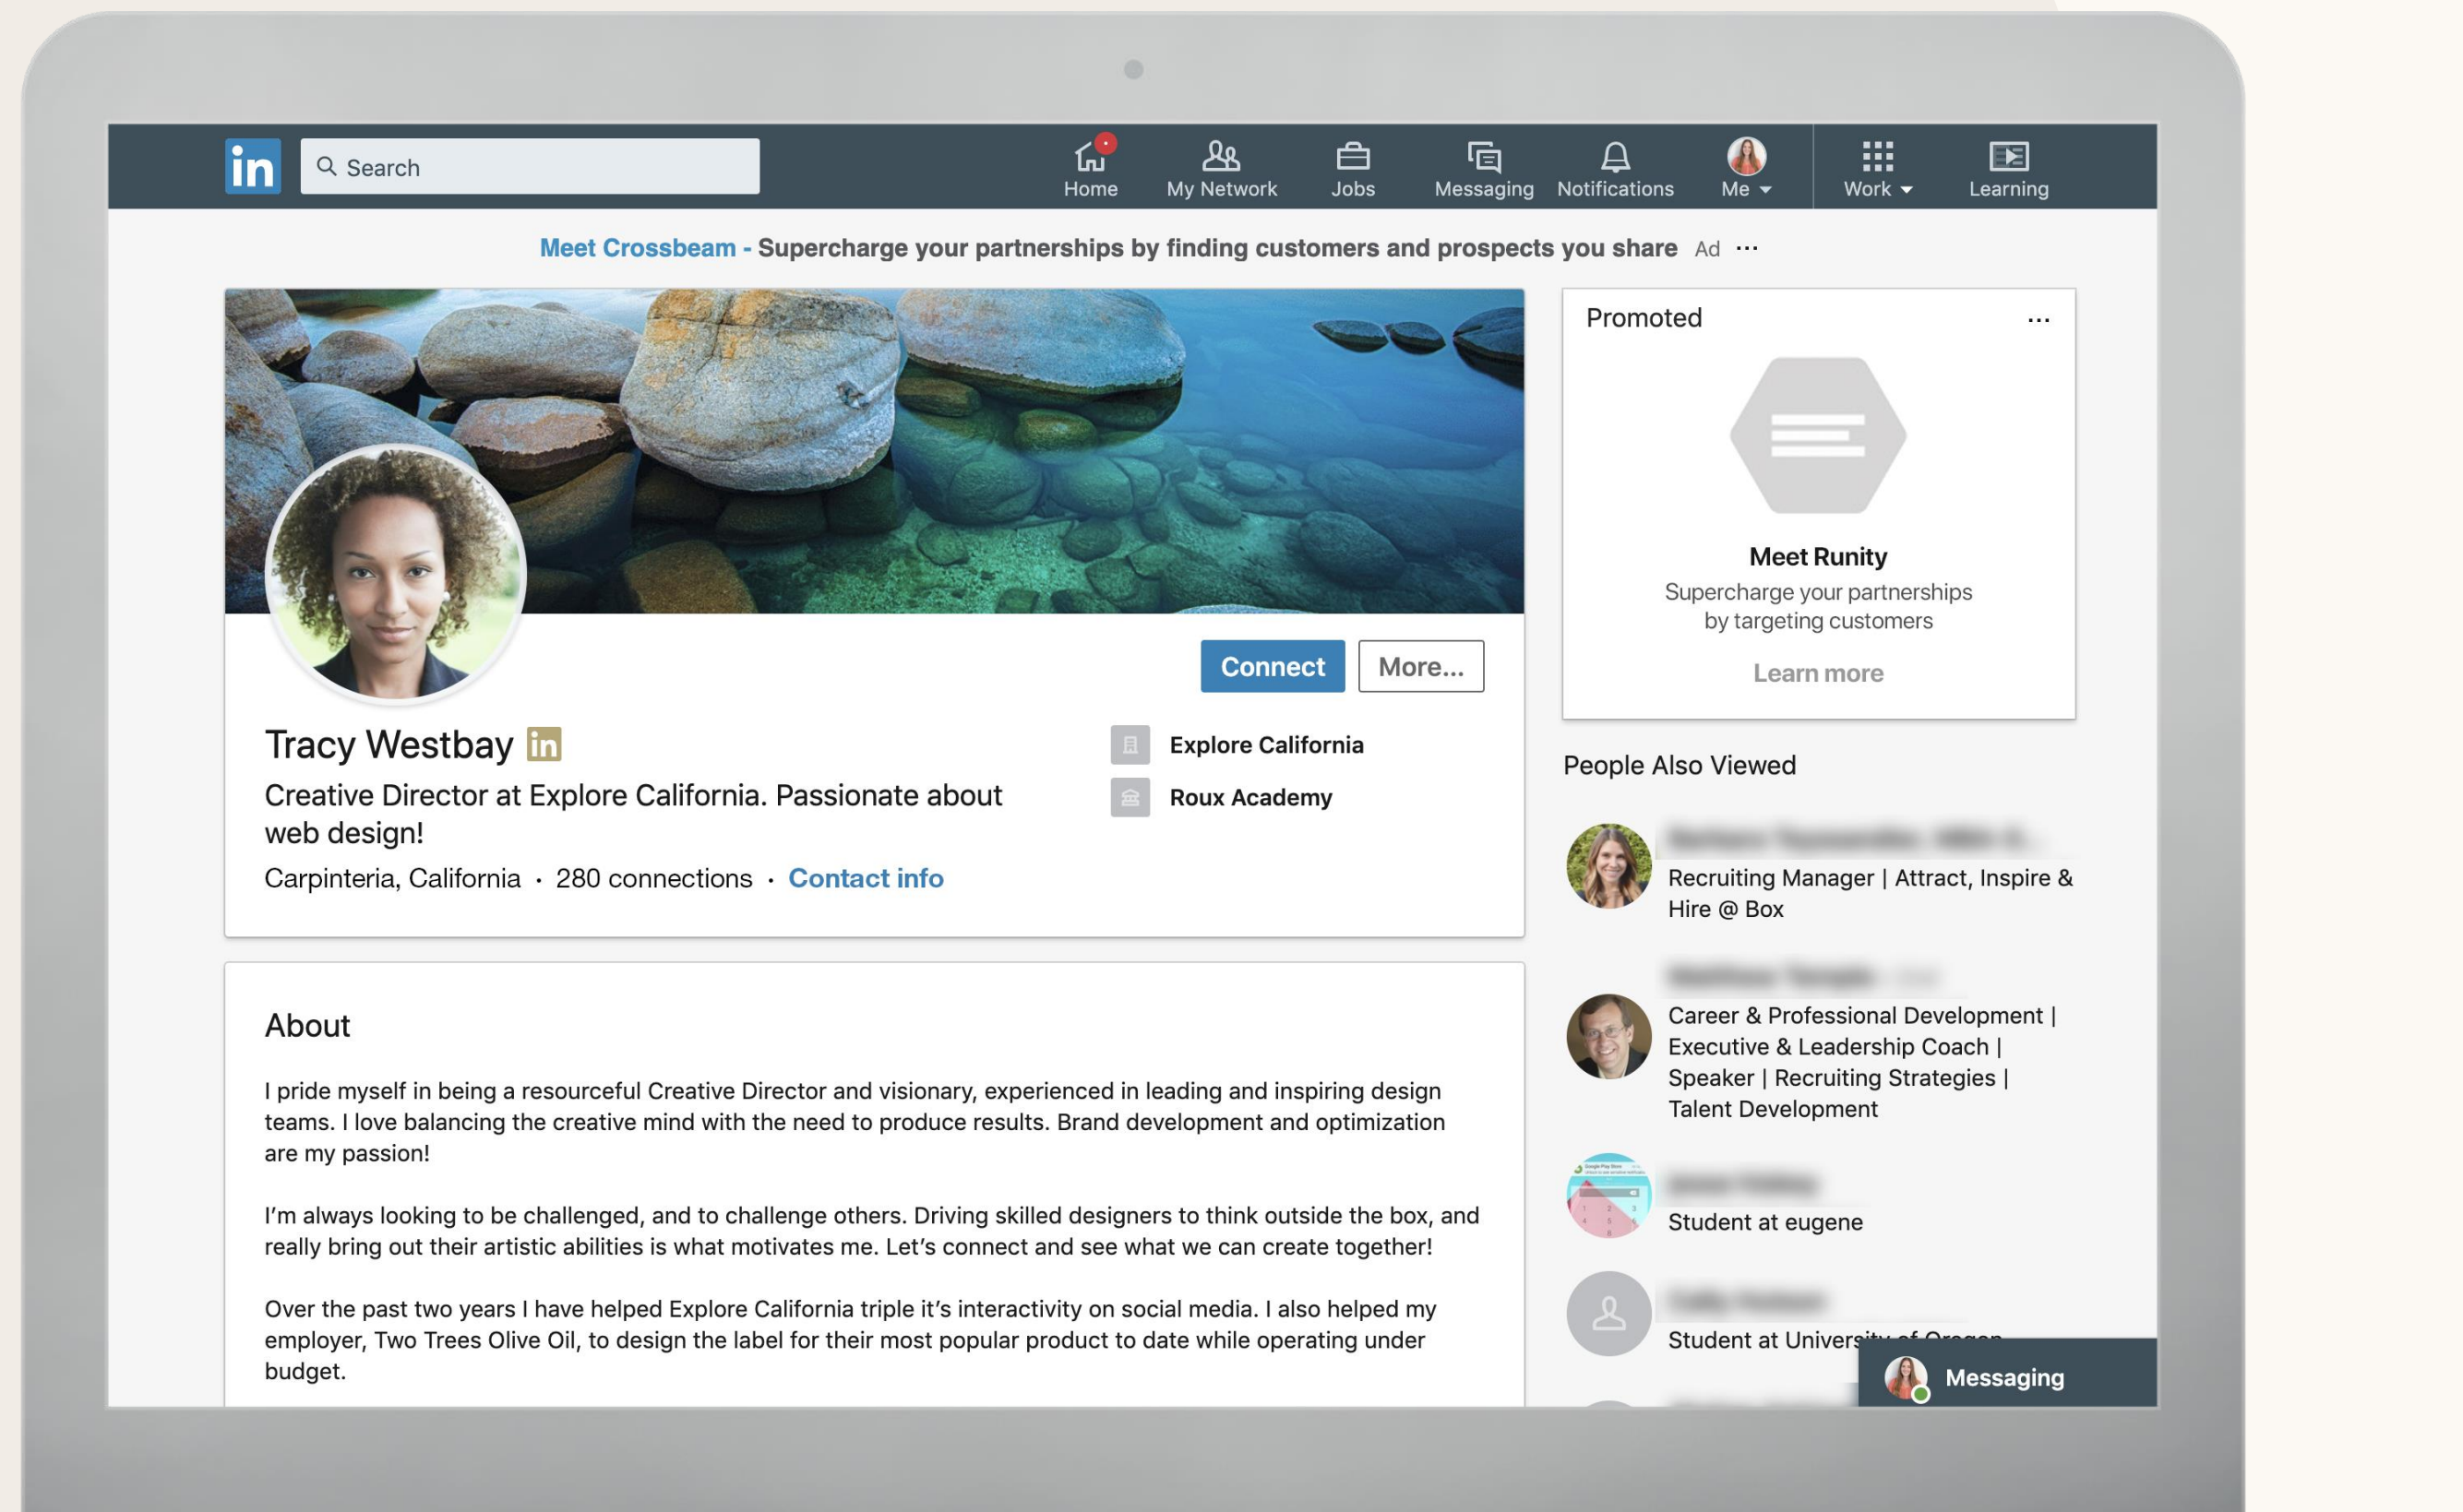 in
Search
Home
My Network
Jobs
Messaging
Notifications
Me
Work
Learning
Meet Crossbeam - Supercharge your partnerships by finding customers and prospects you share Ad ...
Connect
More...
Tracy Westbay in
Creative Director at Explore California. Passionate about
web design!
Carpinteria, California · 280 connections · Contact info
Explore California
Roux Academy
About
I pride myself in being a resourceful Creative Director and visionary, experienced in leading and inspiring design
teams. I love balancing the creative mind with the need to produce results. Brand development and optimization
are my passion!
I’m always looking to be challenged, and to challenge others. Driving skilled designers to think outside the box, and
really bring out their artistic abilities is what motivates me. Let’s connect and see what we can create together!
Over the past two years I have helped Explore California triple it’s interactivity on social media. I also helped my
employer, Two Trees Olive Oil, to design the label for their most popular product to date while operating under
budget.
Promoted ...
Meet Runity
Supercharge your partnerships
by targeting customers
Learn more
People Also Viewed
Recruiting Manager | Attract, Inspire &
Hire @ Box
Career & Professional Development |
Executive & Leadership Coach |
Speaker | Recruiting Strategies |
Talent Development
Student at eugene
Student at University of Oregon
Messaging